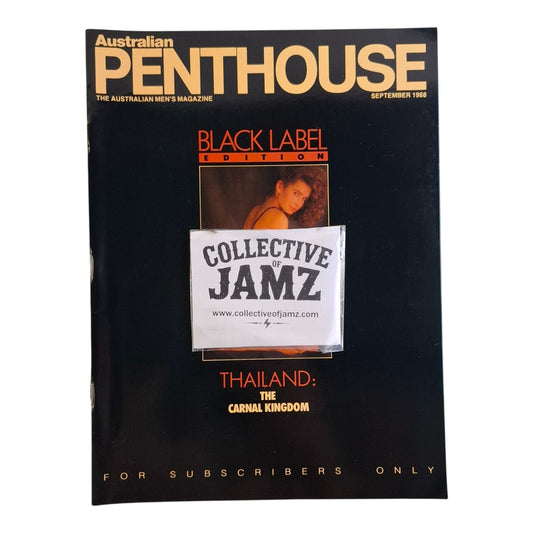 Australian
PENTHOUSE
THE AUSTRALIAN MEN'S MAGAZINE
SEPTEMBER 1988
BLACK LABEL
EDITION
COLLECTIVE
OF
JAMZ
www.collectiveofjamz.com
THAILAND:
THE
CARNAL KINGDOM
FOR SUBSCRIBERS ONLY